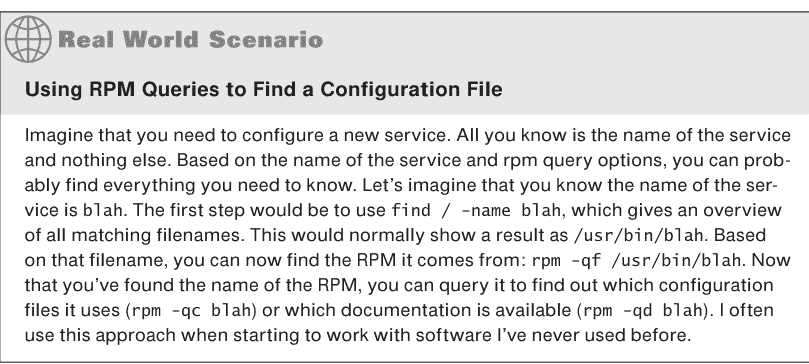 Real World Scenario
Using RPM Queries to Find a Configuration File
Imagine that you need to configure a new service. All you know is the name of the service
and nothing else. Based on the name of the service and rpm query options, you can prob-
ably find everything you need to know. Let's imagine that you know the name of the ser-
vice is blah. The first step would be to use find / -name blah, which gives an overview
of all matching filenames. This would normally show a result as /usr/bin/blah. Based
on that filename, you can now find the RPM it comes from: rpm -qf /usr/bin/blah. Now
that you've found the name of the RPM, you can query it to find out which configuration
files it uses (rpm -qc blah) or which documentation is available (rpm -qd blah). I often
use this approach when starting to work with software I've never used before.